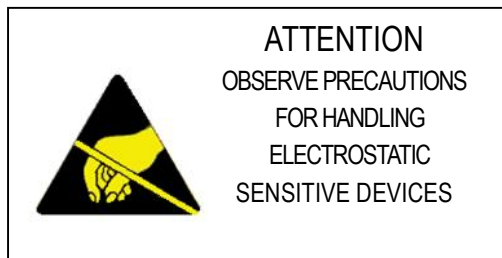 ATTENTION
OBSERVE PRECAUTIONS
FOR HANDLING
ELECTROSTATIC
SENSITIVE DEVICES